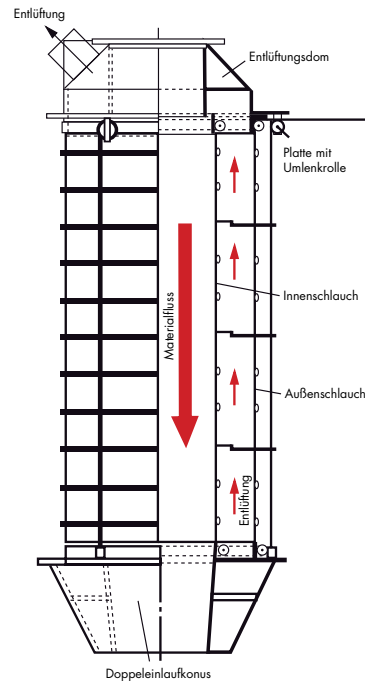 Entlüftung
Entlüftungsdom
Platte mit
Umlenkrolle
Materialfluss
Innenschlauch
Außenschlauch
Entlüftung
Doppeleinlaufkonus